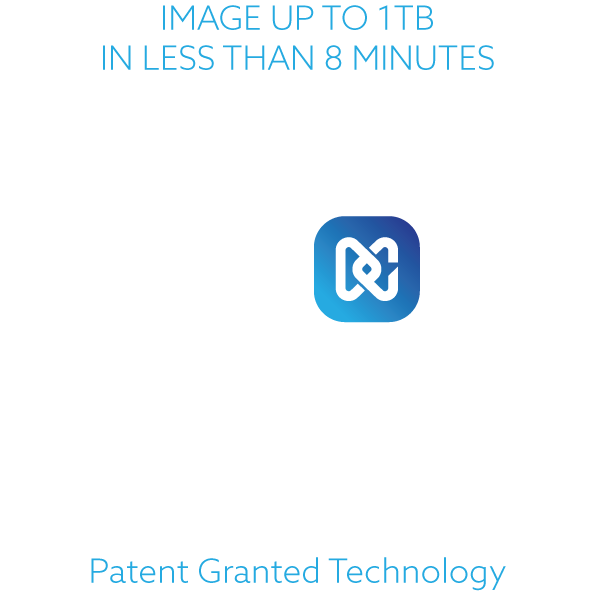 IMAGE UP TO 1TB
IN LESS THAN 8 MINUTES
Patent Granted Technology